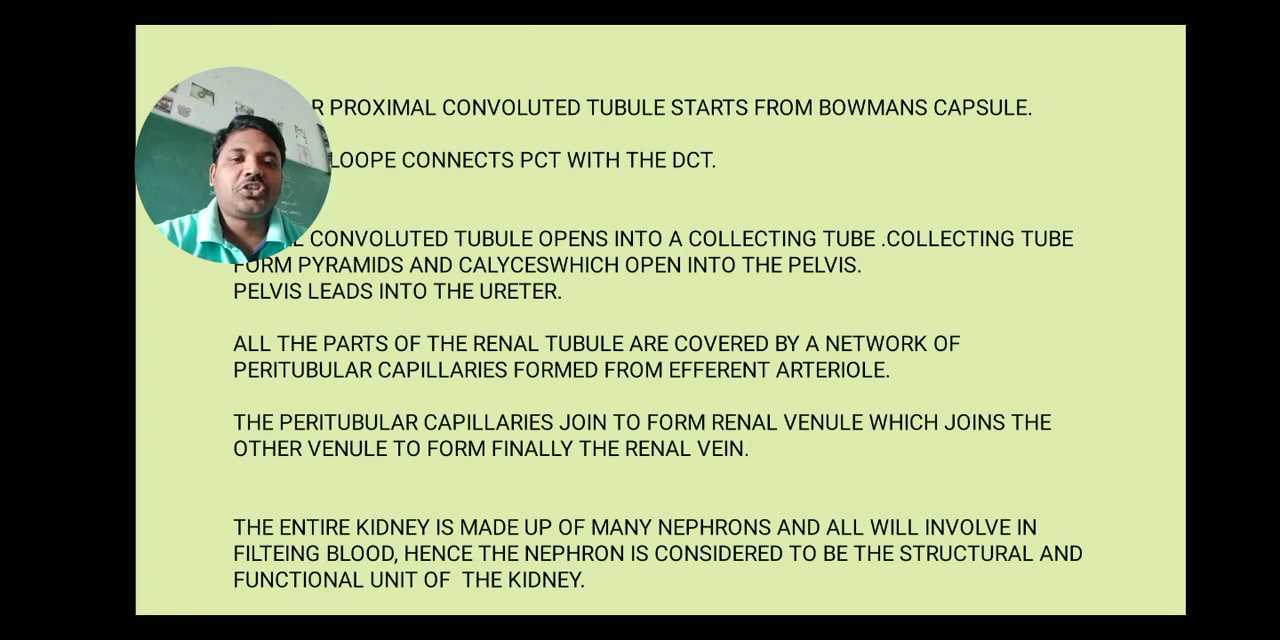 R PROXIMAL CONVOLUTED TUBULE STARTS FROM BOWMANS CAPSULE.
LOOPE CONNECTS PCT WITH THE DCT.
CONVOLUTED TUBULE OPENS INTO A COLLECTING TUBE .COLLECTING TUBE
FORM PYRAMIDS AND CALYCESWHICH OPEN INTO THE PELVIS.
PELVIS LEADS INTO THE URETER.
ALL THE PARTS OF THE RENAL TUBULE ARE COVERED BY A NETWORK OF
PERITUBULAR CAPILLARIES FORMED FROM EFFERENT ARTERIOLE.
THE PERITUBULAR CAPILLARIES JOIN TO FORM RENAL VENULE WHICH JOINS THE
OTHER VENULE TO FORM FINALLY THE RENAL VEIN.
THE ENTIRE KIDNEY IS MADE UP OF MANY NEPHRONS AND ALL WILL INVOLVE IN
FILTEING BLOOD, HENCE THE NEPHRON IS CONSIDERED TO BE THE STRUCTURAL AND
FUNCTIONAL UNIT OF  THE KIDNEY.